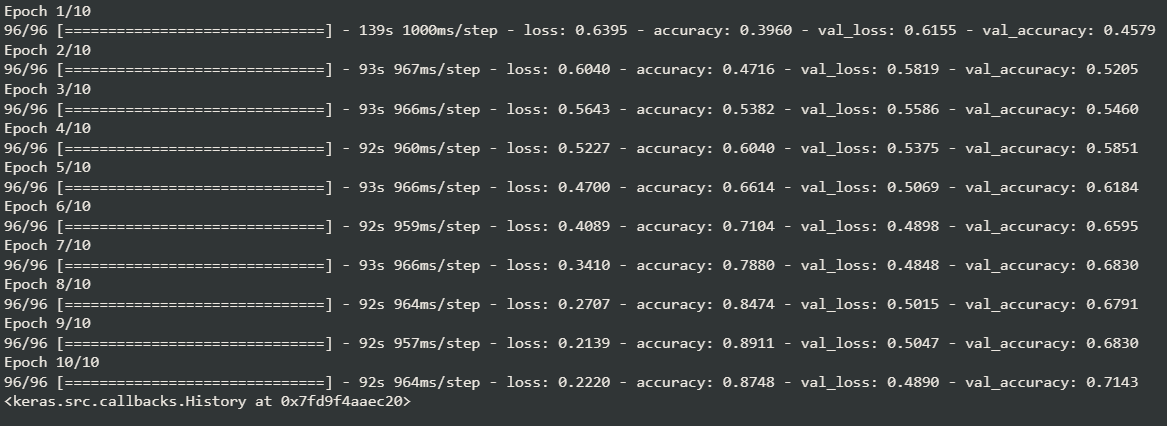 Epoch 1/10
96/96 [==============================] - 139s 1000ms/step - loss: 0.6395 - accuracy: 0.3960 - val_loss: 0.6155 - val_accuracy: 0.4579
Epoch 2/10
96/96 [==============================] - 93s 967ms/step - loss: 0.6040 - accuracy: 0.4716 - val_loss: 0.5819 - val_accuracy: 0.5205
Epoch 3/10
96/96 [==============================] - 93s 966ms/step - loss: 0.5643 - accuracy: 0.5382 - val_loss: 0.5586 - val_accuracy: 0.5460
Epoch 4/10
96/96 [==============================] - 92s 960ms/step - loss: 0.5227 - accuracy: 0.6040 - val_loss: 0.5375 - val_accuracy: 0.5851
Epoch 5/10
96/96 [==============================] - 93s 966ms/step - loss: 0.4700 - accuracy: 0.6614 - val_loss: 0.5069 - val_accuracy: 0.6184
Epoch 6/10
96/96 [==============================] - 92s 959ms/step - loss: 0.4089 - accuracy: 0.7104 - val_loss: 0.4898 - val_accuracy: 0.6595
Epoch 7/10
96/96 [==============================] - 93s 966ms/step - loss: 0.3410 - accuracy: 0.7880 - val_loss: 0.4848 - val_accuracy: 0.6830
Epoch 8/10
96/96 [==============================] - 92s 964ms/step - loss: 0.2707 - accuracy: 0.8474 - val_loss: 0.5015 - val_accuracy: 0.6791
Epoch 9/10
96/96 [==============================] - 92s 957ms/step - loss: 0.2139 - accuracy: 0.8911 - val_loss: 0.5047 - val_accuracy: 0.6830
Epoch 10/10
96/96 [==============================] - 92s 964ms/step - loss: 0.2220 - accuracy: 0.8748 - val_loss: 0.4890 - val_accuracy: 0.7143
<keras.src.callbacks.History at 0x7fd9f4aaec20>